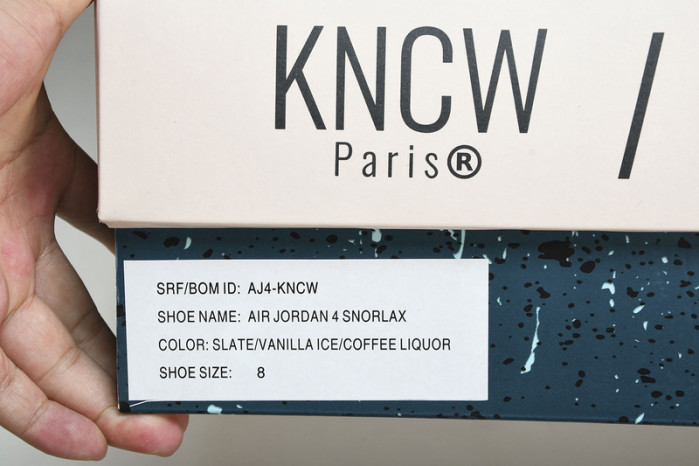 KNCW /
Paris®
SRF/BOM ID: AJ4-KNCW
SHOE NAME: AIR JORDAN 4 SNORLAX
COLOR: SLATE/VANILLA ICE/COFFEE LIQUOR
SHOE SIZE: 8